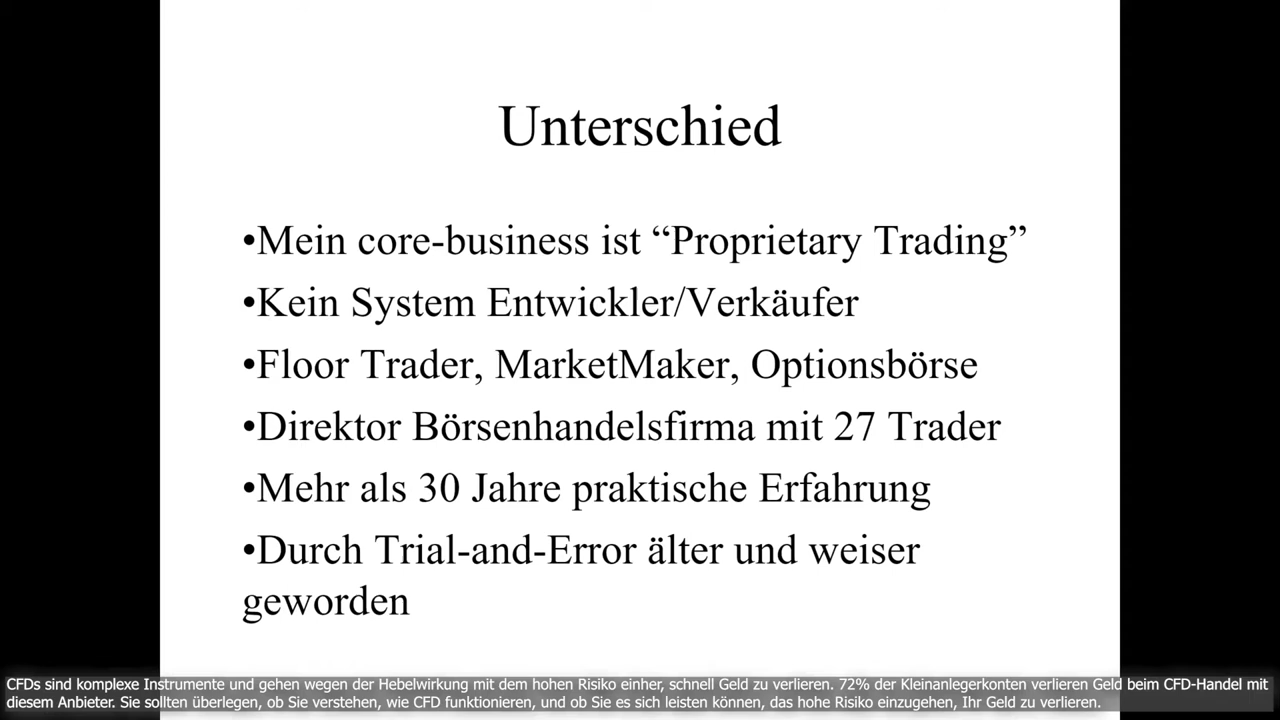 Unterschied
•Mein core-business ist “Proprietary Trading”
•Kein System Entwickler/Verkäufer
•Floor Trader, MarketMaker, Optionsbörse
•Direktor Börsenhandelsfirma mit 27 Trader
•Mehr als 30 Jahre praktische Erfahrung
•Durch Trial-and-Error älter und weiser
geworden
CFDs sind komplexe Instrumente und gehen wegen der Hebelwirkung mit dem hohen Risiko einher, schnell Geld zu verlieren. 72% der Kleinanlegerkonten verlieren Geld beim CFD-Handel mit
diesem Anbieter. Sie sollten überlegen, ob Sie verstehen, wie CFD funktionieren, und ob Sie es sich leisten können, das hohe Risiko einzugehen, Ihr Geld zu verlieren.